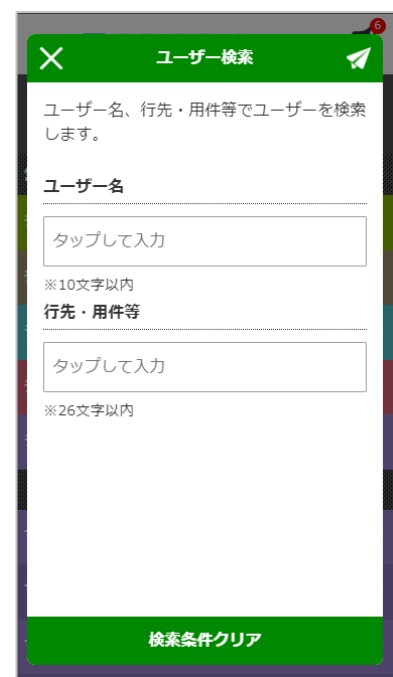 6
ユーザー検索
ユーザー名、行先・用件等でユーザーを検索
します。
ユーザー名
タップして入力
※10文字以内
行先・用件等
タップして入力
※26文字以内
検索条件クリア